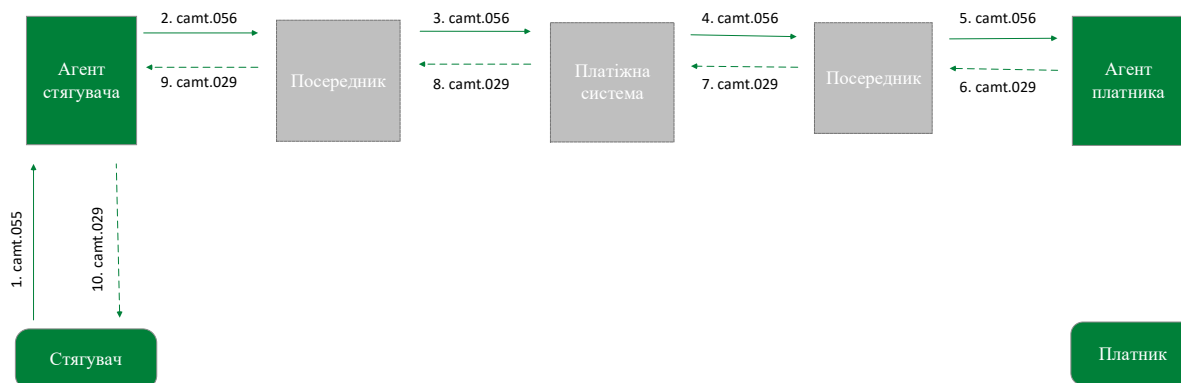 2. camt.056
3. camt.056
4. camt.056
5. camt.056
Агент
стягувача
Посередник
Платіжна
система
Посередник
Агент
платника
9. camt.029
8. camt.029
7. camt.029
6. camt.029
1. camt.055
10. camt.029
Стягувач
Платник